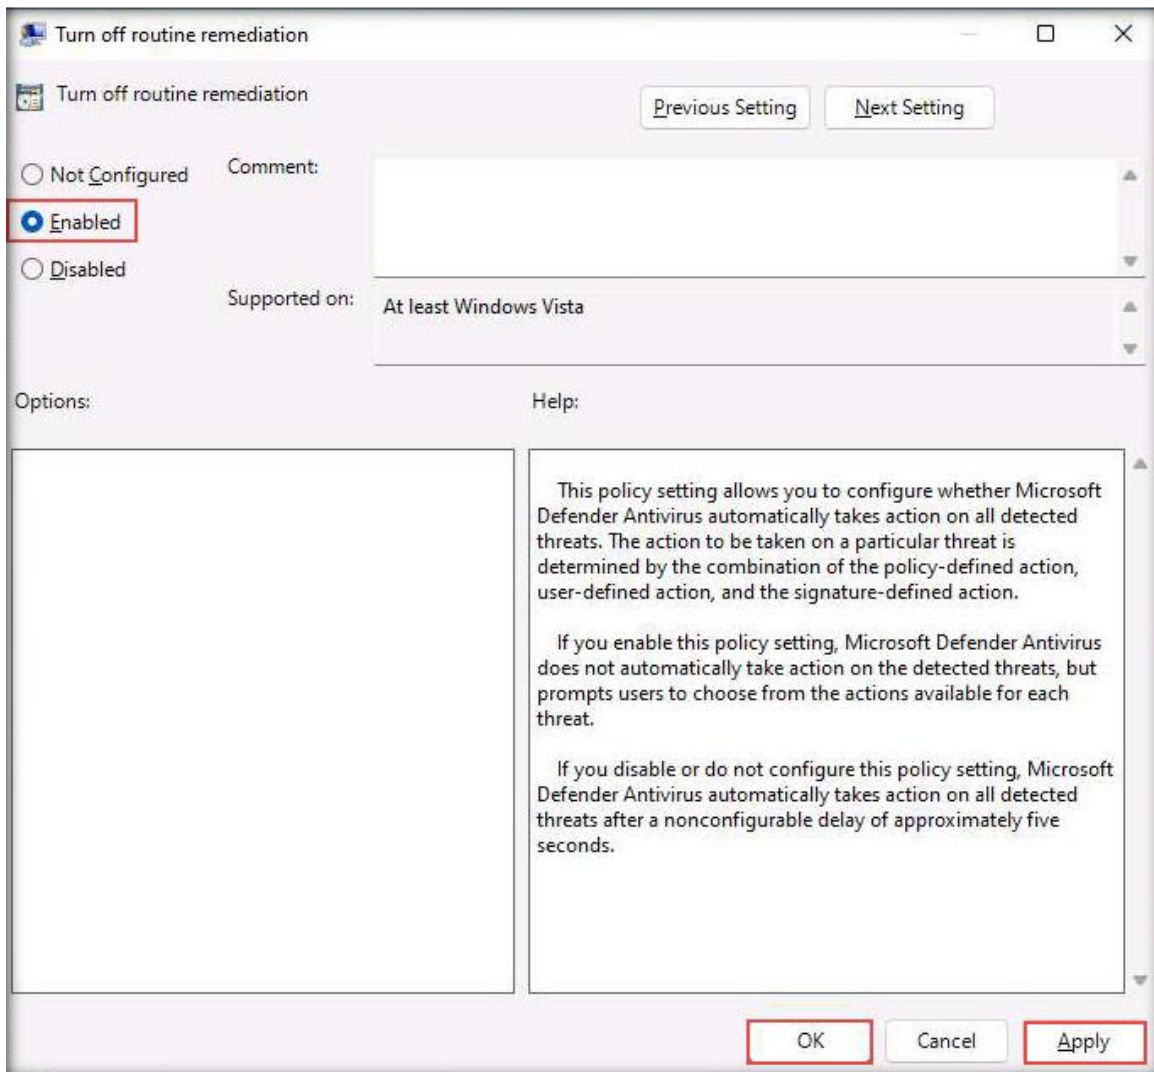 Turn off routine remediation
Turn off routine remediation
Previous Setting
Next Setting
Not Configured
Comment:
Enabled
Disabled
Supported on:
At least Windows Vista
Options:
Help:
This policy setting allows you to configure whether Microsoft
Defender Antivirus automatically takes action on all detected
threats. The action to be taken on a particular threat is
determined by the combination of the policy-defined action,
user-defined action, and the signature-defined action.
If you enable this policy setting, Microsoft Defender Antivirus
does not automatically take action on the detected threats, but
prompts users to choose from the actions available for each
threat.
If you disable or do not configure this policy setting, Microsoft
Defender Antivirus automatically takes action on all detected
threats after a nonconfigurable delay of approximately five
seconds.
OK
Cancel
Apply